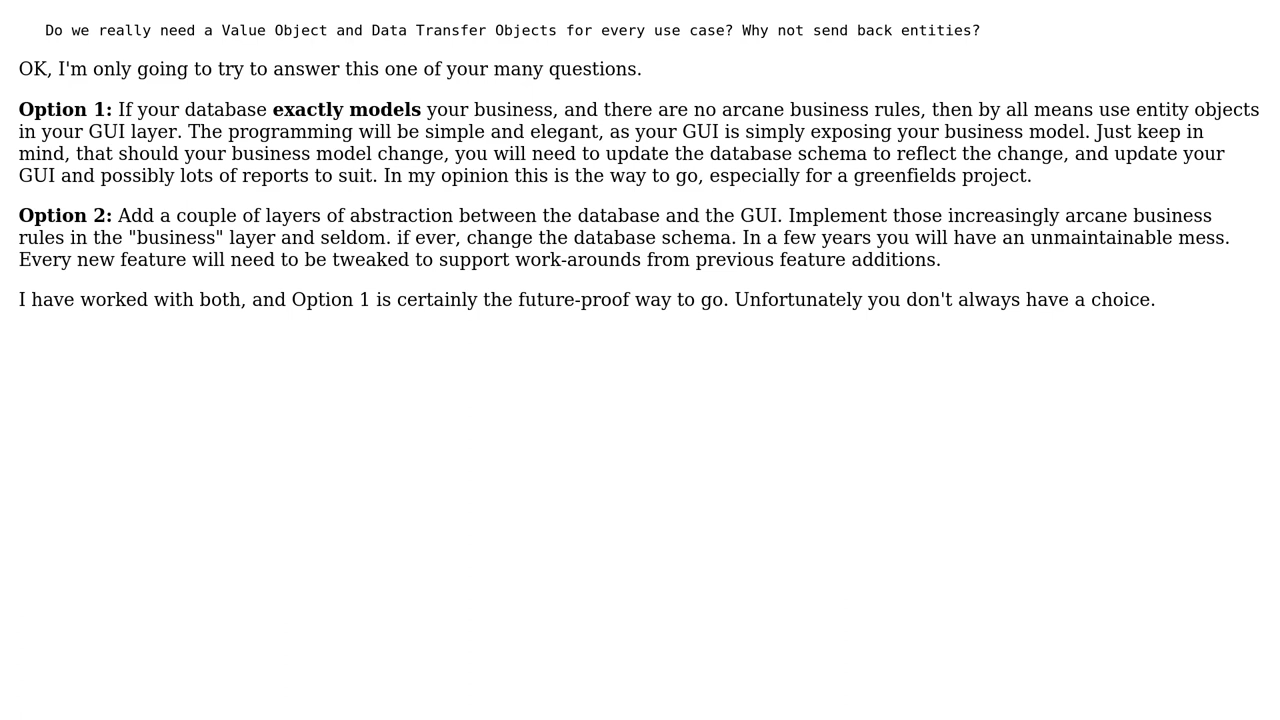 Do we really need a Value Object and Data Transfer Objects for every use case? Why not send back entities?
OK, I'm only going to try to answer this one of your many questions.
Option 1: If your database exactly models your business, and there are no arcane business rules, then by all means use entity objects
in your GUI layer. The programming will be simple and elegant, as your GUI is simply exposing your business model. Just keep in
mind, that should your business model change, you will need to update the database schema to reflect the change, and update your
GUI and possibly lots of reports to suit. In my opinion this is the way to go, especially for a greenfields project.
Option 2: Add a couple of layers of abstraction between the database and the GUI. Implement those increasingly arcane business
rules in the "business" layer and seldom. if ever, change the database schema. In a few years you will have an unmaintainable mess.
Every new feature will need to be tweaked to support work-arounds from previous feature additions.
I have worked with both, and Option 1 is certainly the future-proof way to go. Unfortunately you don't always have a choice.